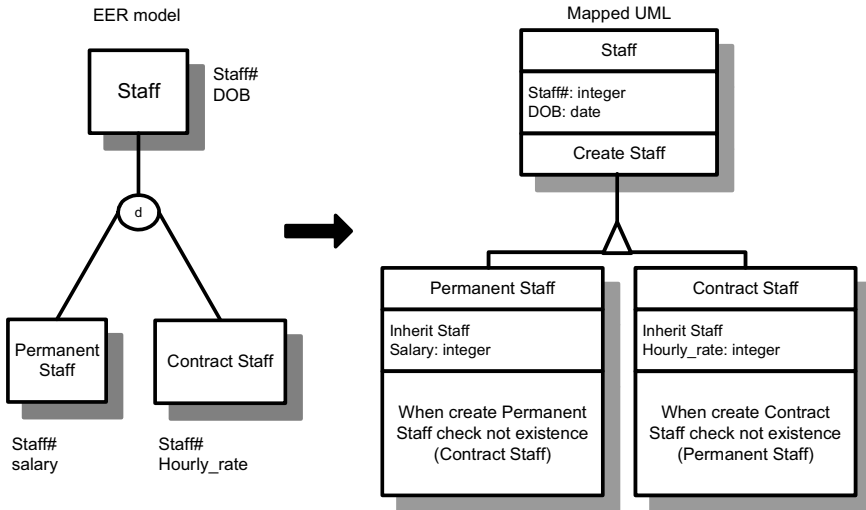 EER model
Staff
Staff#
DOB
d
Permanent
Staff
Contract Staff
Staff#
salary
Staff#
Hourly_rate
Mapped UML
Staff
Staff#: integer
DOB: date
Create Staff
Permanent Staff
Inherit Staff
Salary: integer
When create Permanent
Staff check not existence
(Contract Staff)
Contract Staff
Inherit Staff
Hourly_rate: integer
When create Contract
Staff check not existence
(Permanent Staff)